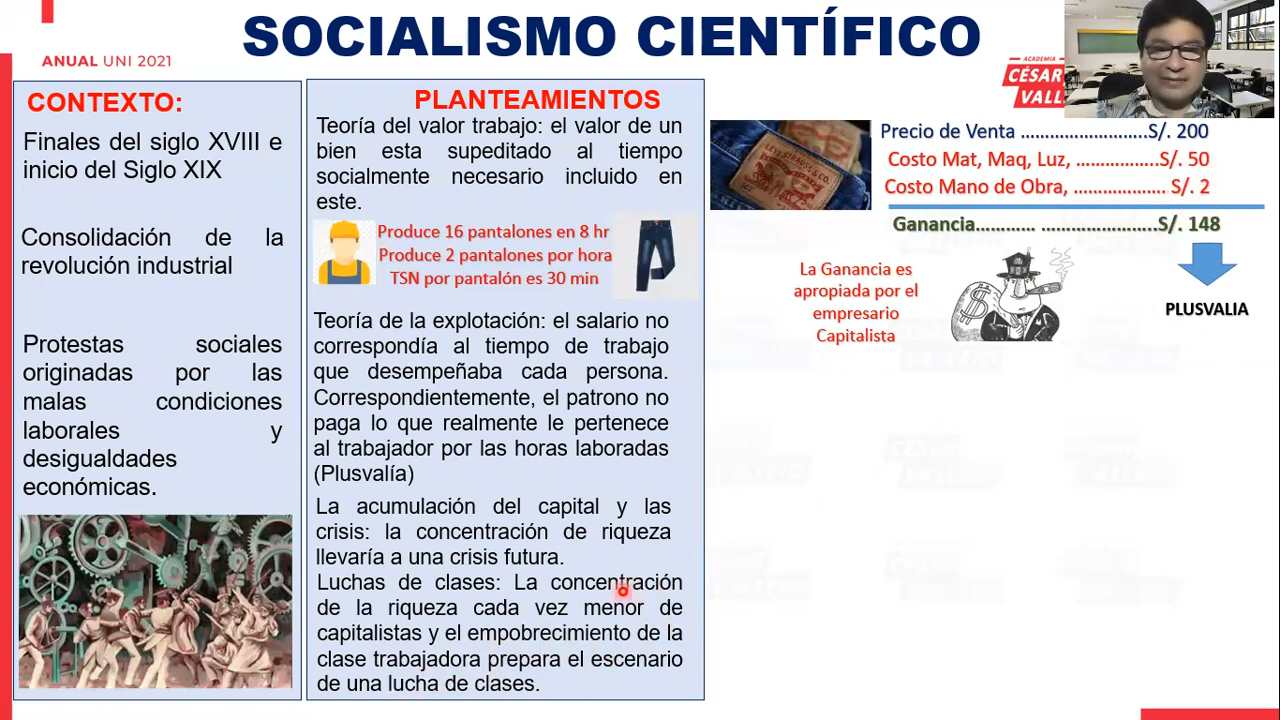 SOCIALISMO CIENTÍFICO
ANUAL UNI 2021
ACADEMIA
CÉSAR
VALL
CONTEXTO:
Finales del siglo XVIII e
inicio del Siglo XIX
Consolidación de la
revolución industrial
Protestas sociales
originadas por las
malas condiciones
laborales y
desigualdades
económicas.
PLANTEAMIENTOS
Teoría del valor trabajo: el valor de un
bien esta supeditado al tiempo
socialmente necesario incluido en
este.
Produce 16 pantalones en 8 hr
Produce 2 pantalones por hora
TSN por pantalón es 30 min
Teoría de la explotación: el salario no
correspondía al tiempo de trabajo
que desempeñaba cada persona.
Correspondientemente, el patrono no
paga lo que realmente le pertenece
al trabajador por las horas laboradas
(Plusvalía)
La acumulación del capital y las
crisis: la concentración de riqueza
llevaría a una crisis futura.
Luchas de clases: La concentración
de la riqueza cada vez menor de
capitalistas y el empobrecimiento de la
clase trabajadora prepara el escenario
de una lucha de clases.
LEVI STRAUSS & CO.
Precio de Venta ............................S/. 200
Costo Mat, Maq, Luz, ..................S/. 50
Costo Mano de Obra, .................... S/. 2
Ganancia............ .........................S/. 148
La Ganancia es
apropiada por el
empresario
Capitalista
$
PLUSVALIA